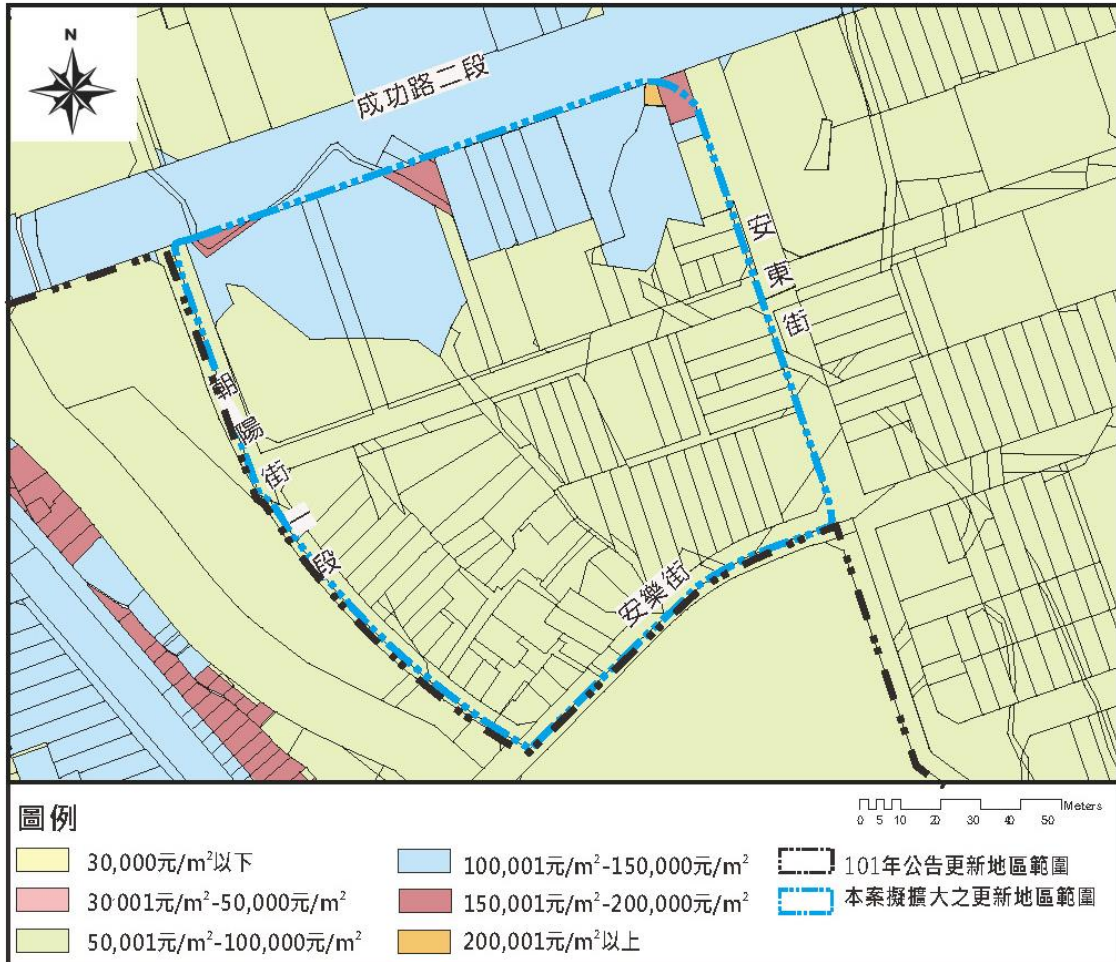 N
成功路二段
安東街
朝陽街一段
安樂街
圖例
0 5 10 20 30 40 50 Meters
30,000元/m²以下
30,001元/m²-50,000元/m²
50,001元/m²-100,000元/m²
100,001元/m²-150,000元/m²
150,001元/m²-200,000元/m²
200,001元/m²以上
101年公告更新地區範圍
本案擬擴大之更新地區範圍